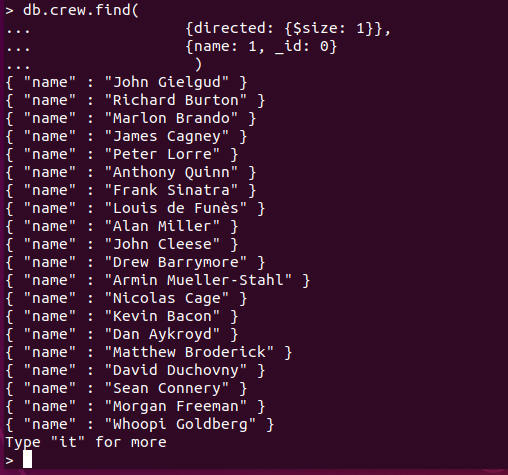 > db.crew.find(
... {directed: {$size: 1}},
... {name: 1, _id: 0}
... )
{ "name" : "John Gielgud" }
{ "name" : "Richard Burton" }
{ "name" : "Marlon Brando" }
{ "name" : "James Cagney" }
{ "name" : "Peter Lorre" }
{ "name" : "Anthony Quinn" }
{ "name" : "Frank Sinatra" }
{ "name" : "Louis de Funès" }
{ "name" : "Alan Miller" }
{ "name" : "John Cleese" }
{ "name" : "Drew Barrymore" }
{ "name" : "Armin Mueller-Stahl" }
{ "name" : "Nicolas Cage" }
{ "name" : "Kevin Bacon" }
{ "name" : "Dan Aykroyd" }
{ "name" : "Matthew Broderick" }
{ "name" : "David Duchovny" }
{ "name" : "Sean Connery" }
{ "name" : "Morgan Freeman" }
{ "name" : "Whoopi Goldberg" }
Type "it" for more
>